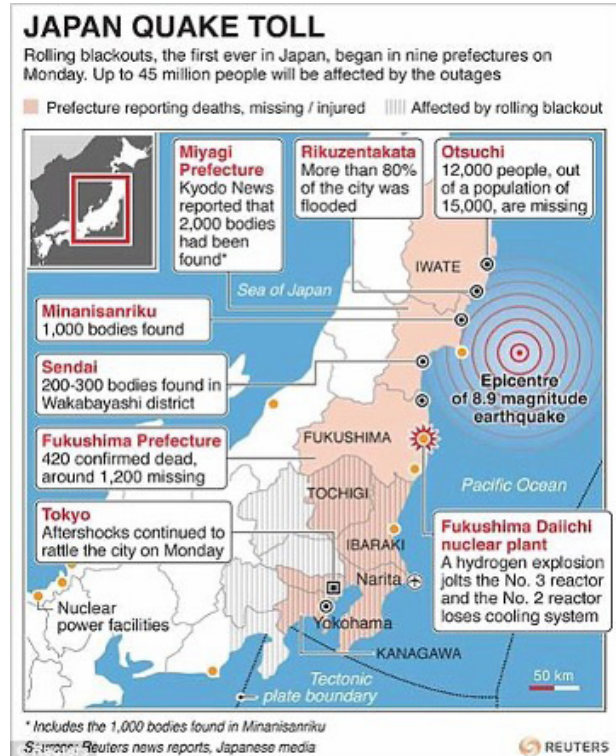 JAPAN QUAKE TOLL
Rolling blackouts, the first ever in Japan, began in nine prefectures on
Monday. Up to 45 million people will be affected by the outages
Prefecture reporting deaths, missing / injured
Affected by rolling blackout
Miyagi
Prefecture
Kyodo News
reported that
2,000 bodies
had been
found*
Rikuzentakata
More than 80%
of the city was
flooded
Otsuchi
12,000 people, out
of a population of
15,000, are missing
IWATE
Sea of Japan
Minanisanriku
1,000 bodies found
Sendai
200-300 bodies found in
Wakabayashi district
Epicentre
of 8.9 magnitude
earthquake
Fukushima Prefecture
420 confirmed dead,
around 1,200 missing
FUKUSHIMA
TOCHIGI
Pacific Ocean
Tokyo
Aftershocks continued to
rattle the city on Monday
IBARAKI
Fukushima Daiichi
nuclear plant
A hydrogen explosion
jolts the No. 3 reactor
and the No. 2 reactor
loses cooling system
Narita
Nuclear
power facilities
Yokohama
KANAGAWA
Tectonic
plate boundary
50 km
* Includes the 1,000 bodies found in Minanisanriku
Sources: Reuters news reports, Japanese media
REUTERS